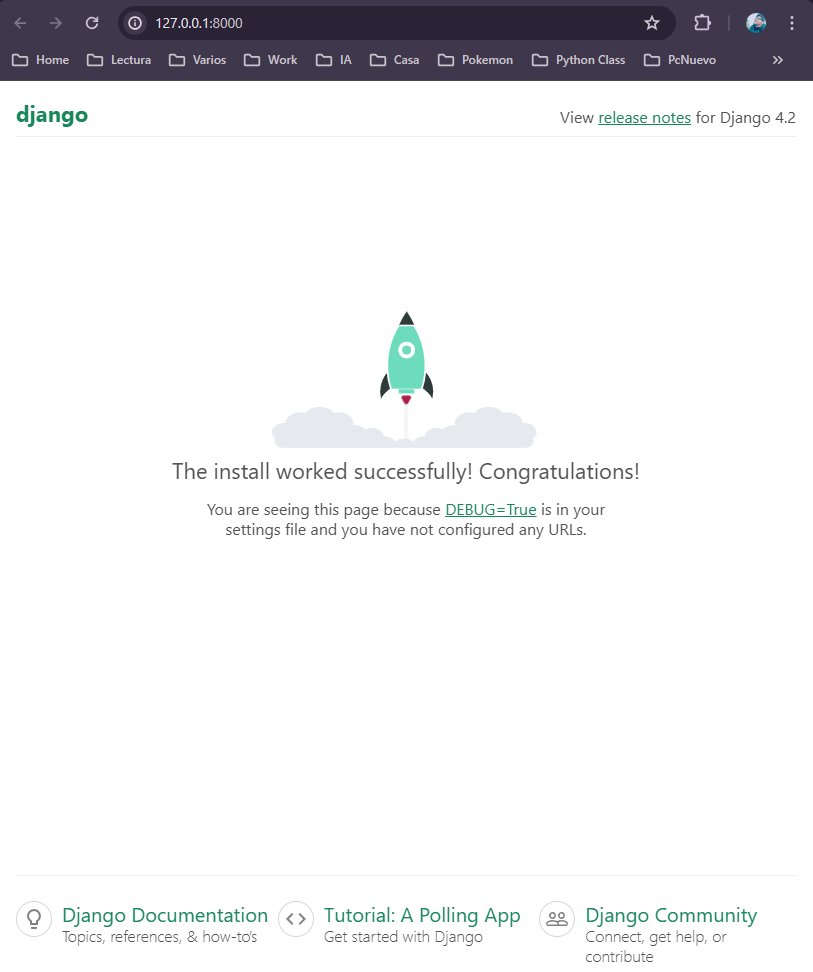 127.0.0.1:8000
Home Lectura Varios Work IA Casa Pokemon Python Class PcNuevo
django
View release notes for Django 4.2
The install worked successfully! Congratulations!
You are seeing this page because DEBUG=True is in your
settings file and you have not configured any URLs.
Django Documentation
Topics, references, & how-to's
Tutorial: A Polling App
Get started with Django
Django Community
Connect, get help, or
contribute